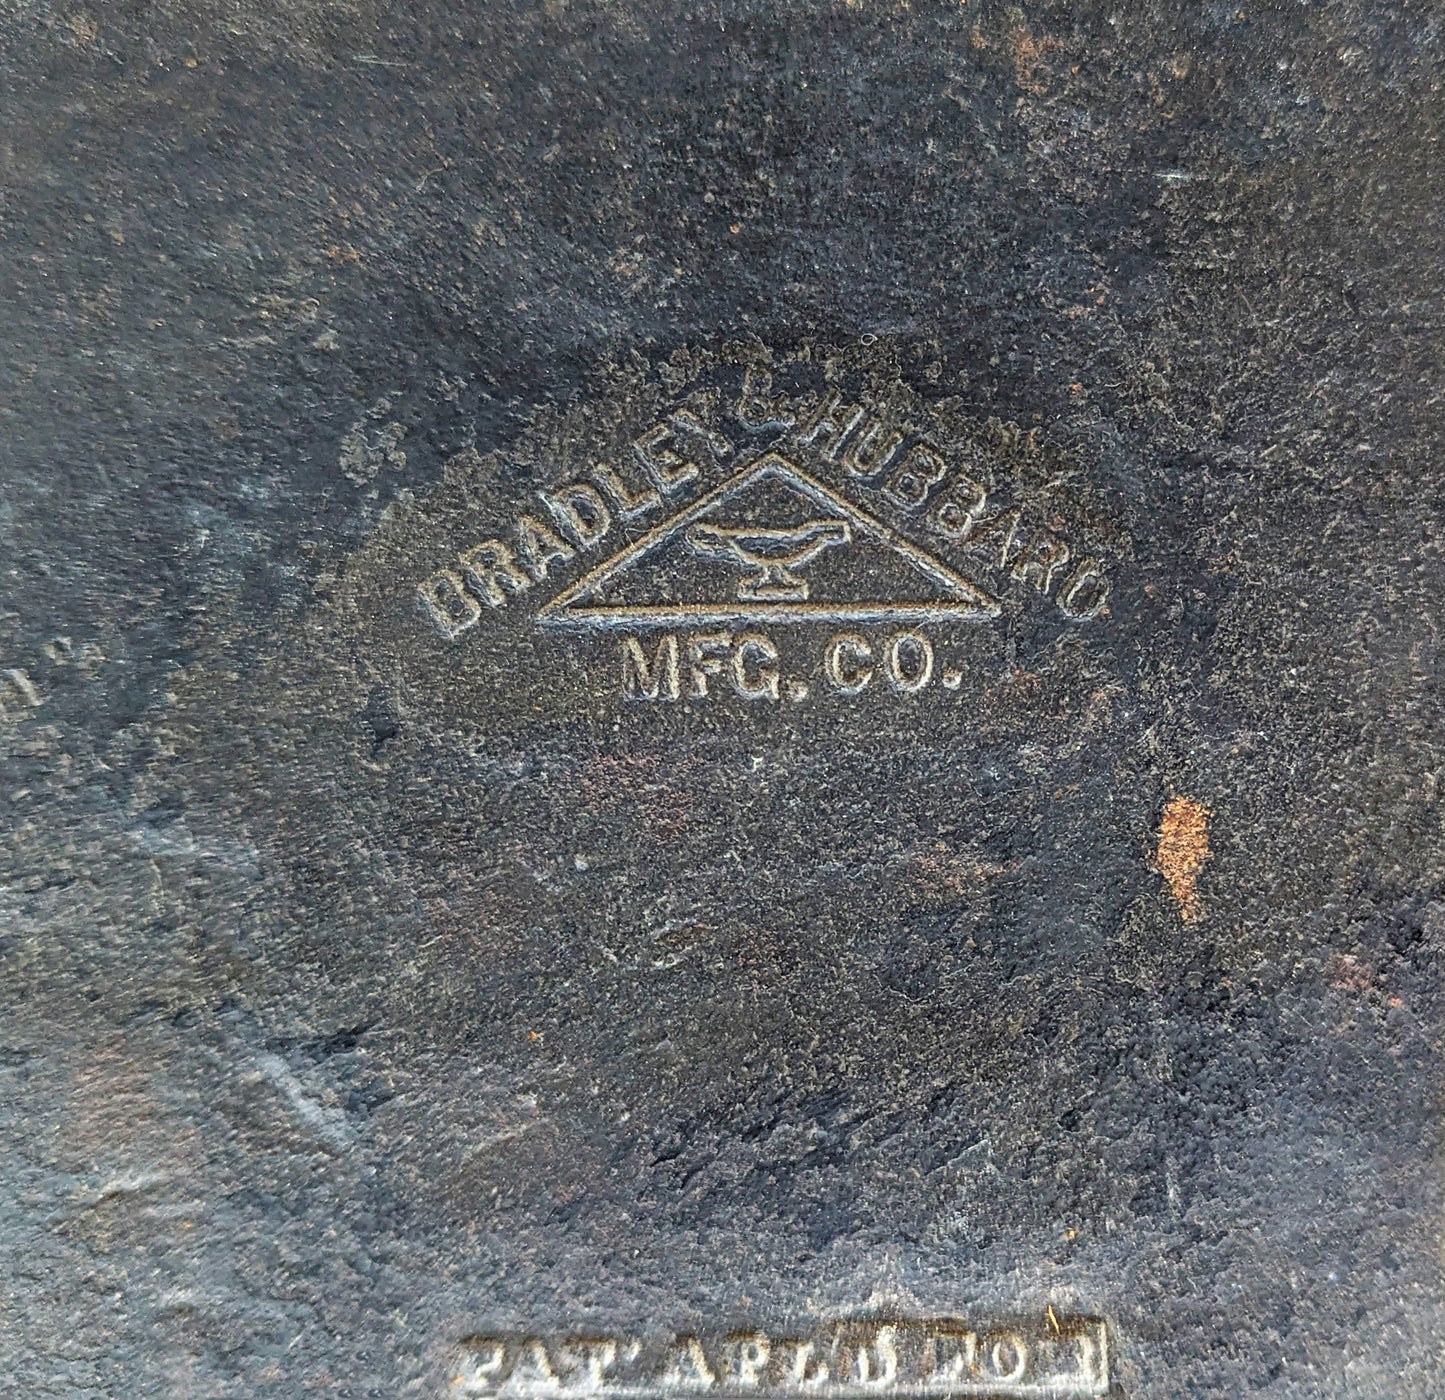 BRADLEY & HUBBARD
MFG. CO.
PAT' APL'D FOR